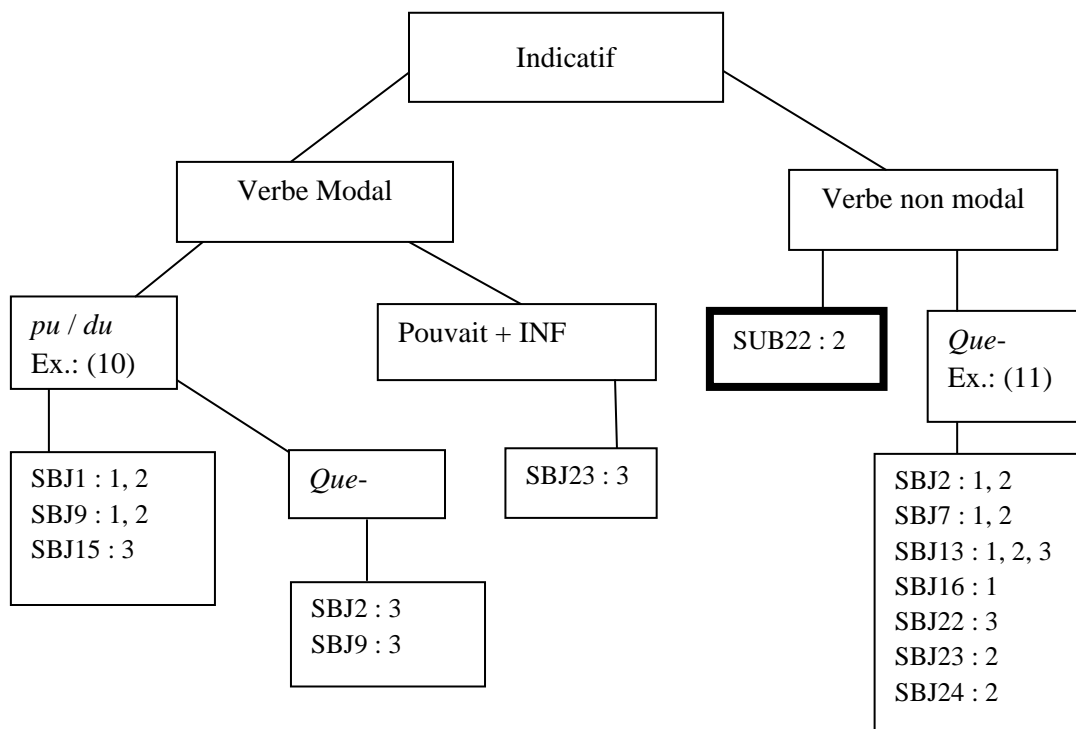 Indicatif
Verbe Modal
Verbe non modal
pu / du
Ex.: (10)
Pouvait + INF
SUB22 : 2
Que-
Ex.: (11)
SBJ1 : 1, 2
SBJ9 : 1, 2
SBJ15 : 3
Que-
SBJ23 : 3
SBJ2 : 1, 2
SBJ7 : 1, 2
SBJ13 : 1, 2, 3
SBJ16 : 1
SBJ22 : 3
SBJ23 : 2
SBJ24 : 2
SBJ2 : 3
SBJ9 : 3